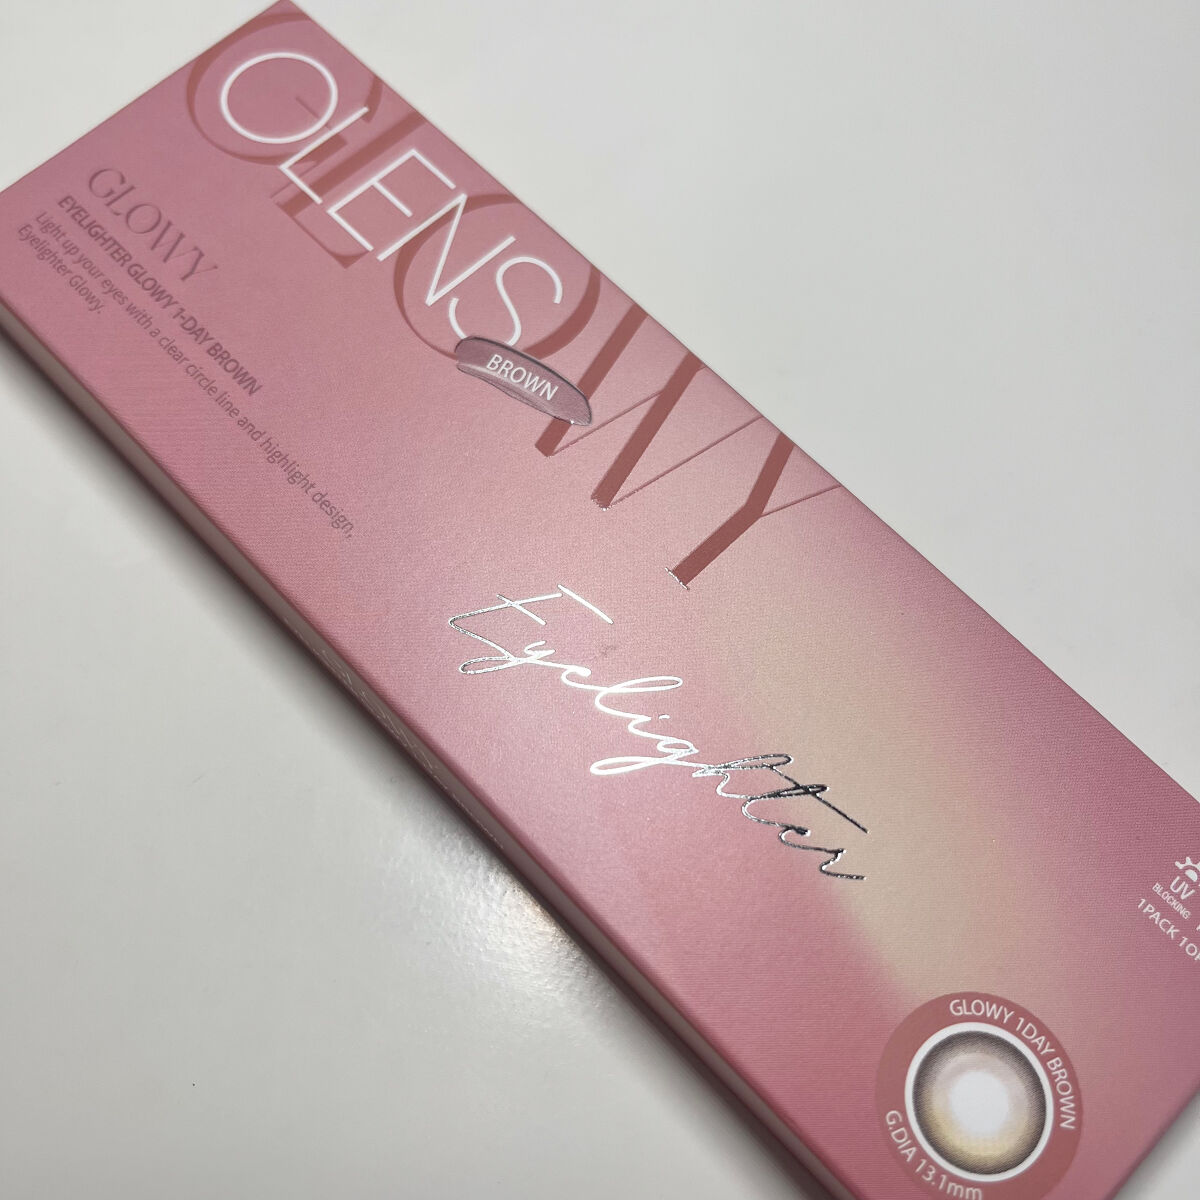 GLOWY
OLENS
BROWN
GLOWY
EYELIGHTER GLOWY 1-DAY BROWN
Light up your eyes with a clear circle line and highlight design,
Eyelighter Glowy.
Eyelighter
UV
BLOCKING
1PACK
GLOWY 1DAY BROWN
G.DIA 13.1mm